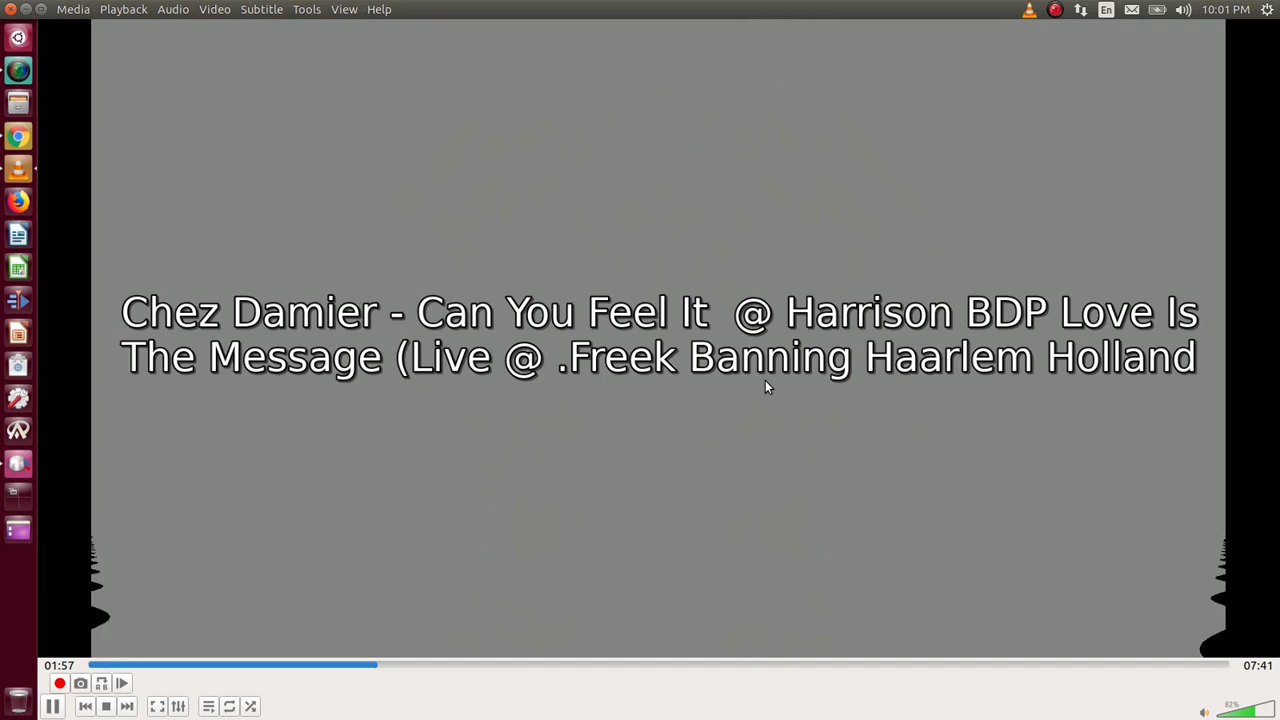 Media Playback Audio Video Subtitle Tools View Help En 10:01 PM
Chez Damier - Can You Feel It @ Harrison BDP Love Is
The Message (Live @ .Freek Banning Haarlem Holland
01:57 07:41
A B
82%